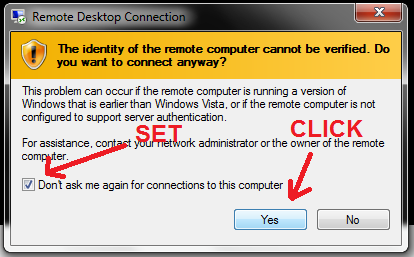 Remote Desktop Connection
The identity of the remote computer cannot be verified. Do
you want to connect anyway?
This problem can occur if the remote computer is running a version of
Windows that is earlier than Windows Vista, or if the remote computer is not
configured to support server authentication.
SET
CLICK
For assistance, contact your network administrator or the owner of the remote
computer.
Don't ask me again for connections to this computer
Yes
No